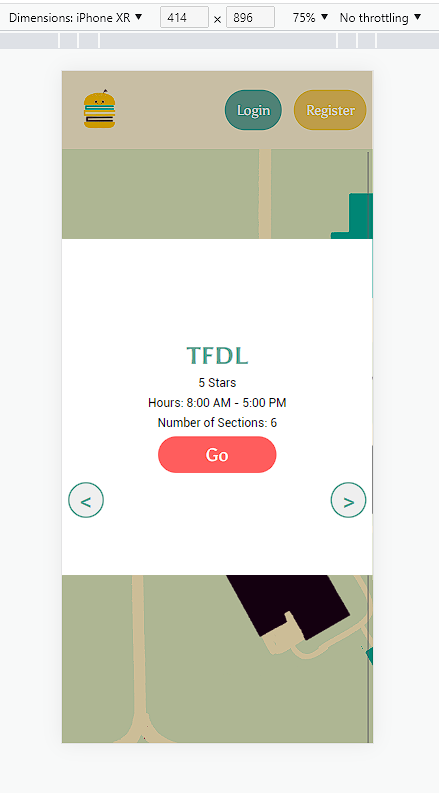 Dimensions: iPhone XR ▼ 414 × 896 75% ▼ No throttling ▼
Login Register
TFDL
5 Stars
Hours: 8:00 AM - 5:00 PM
Number of Sections: 6
Go
< >